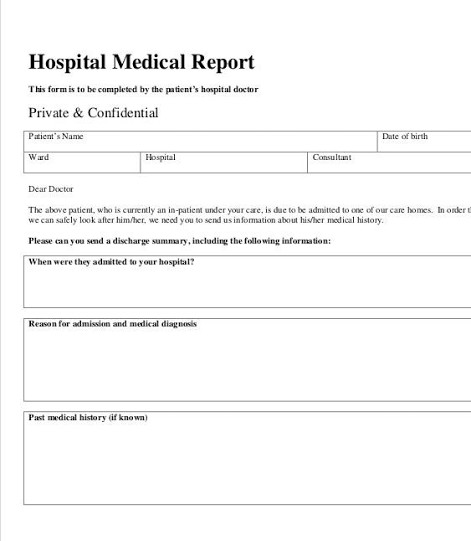 Hospital Medical Report
This form is to be completed by the patient's hospital doctor
Private & Confidential
Patient's Name Date of birth
Ward Hospital Consultant
Dear Doctor
The above patient, who is currently an in-patient under your care, is due to be admitted to one of our care homes. In order
we can safely look after him/her, we need you to send us information about his/her medical history.
Please can you send a discharge summary, including the following information:
When were they admitted to your hospital?
Reason for admission and medical diagnosis
Past medical history (if known)